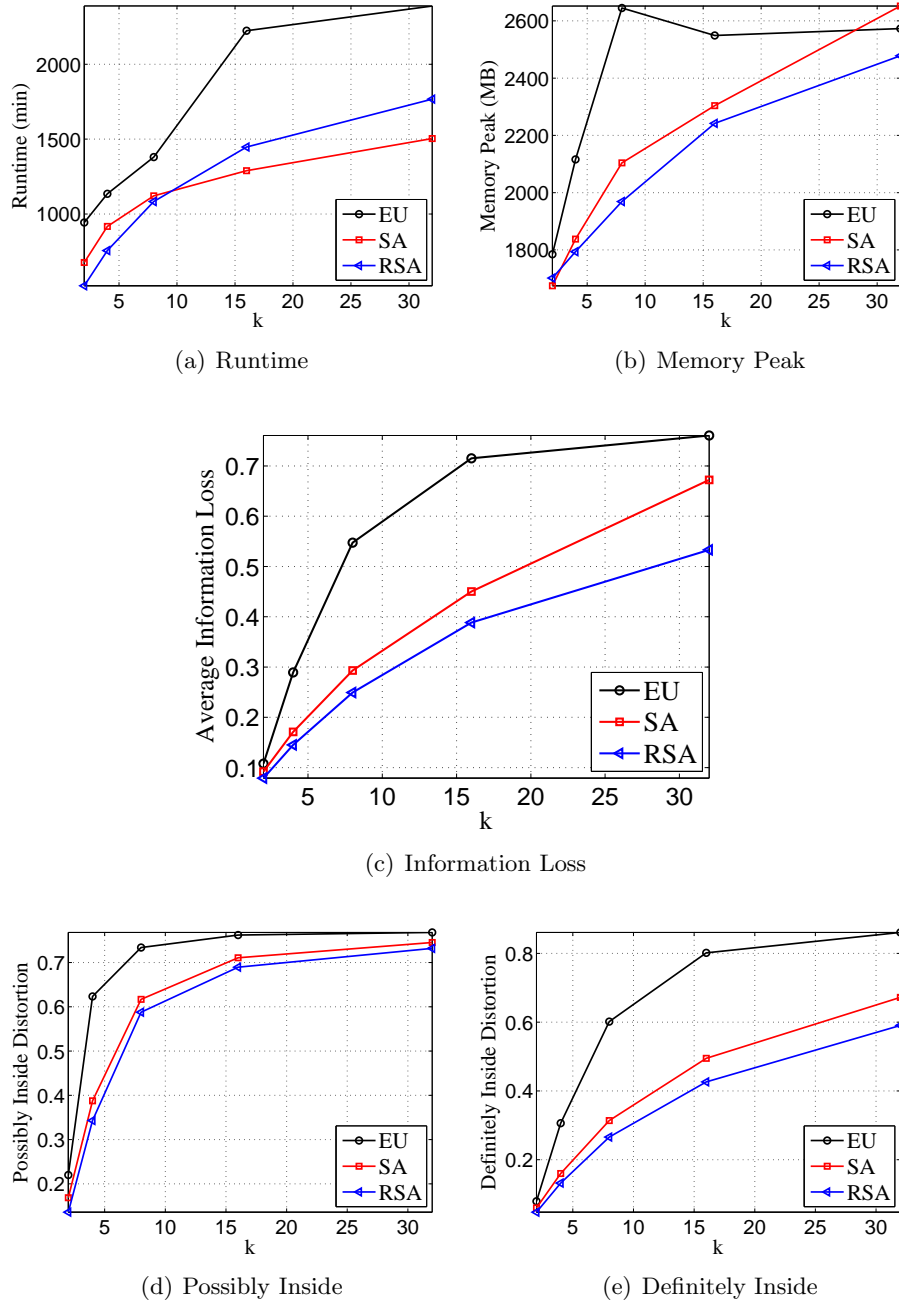 2000
1500
1000
Runtime (min)
EU
SA
RSA
5 10 15 20 25 30
k
(a) Runtime
2600
2400
2200
2000
1800
Memory Peak (MB)
EU
SA
RSA
5 10 15 20 25 30
k
(b) Memory Peak
0.7
0.6
0.5
0.4
0.3
0.2
0.1
Average Information Loss
EU
SA
RSA
5 10 15 20 25 30
k
(c) Information Loss
0.7
0.6
0.5
0.4
0.3
0.2
Possibly Inside Distortion
EU
SA
RSA
5 10 15 20 25 30
k
(d) Possibly Inside
0.8
0.6
0.4
0.2
Definitely Inside Distortion
EU
SA
RSA
5 10 15 20 25 30
k
(e) Definitely Inside